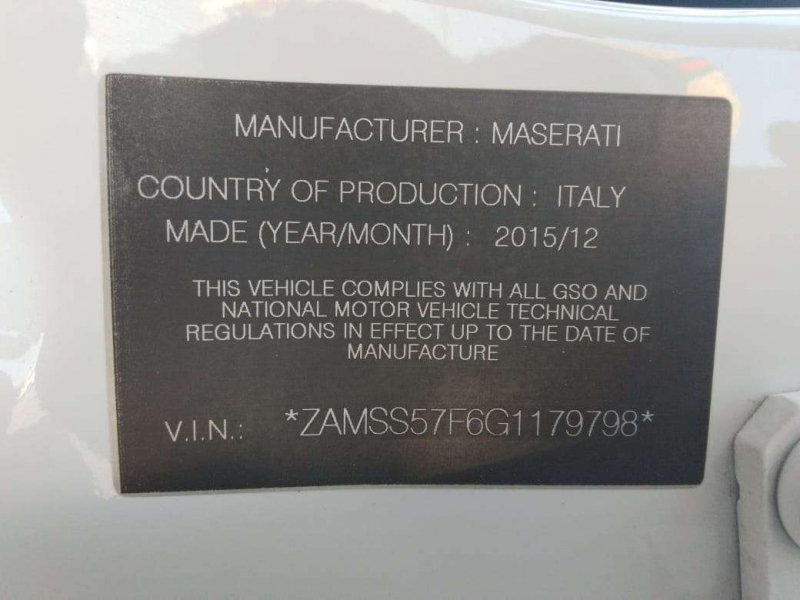 MANUFACTURER : MASERATI
COUNTRY OF PRODUCTION : ITALY
MADE (YEAR/MONTH) : 2015/12
THIS VEHICLE COMPLIES WITH ALL GSO AND
NATIONAL MOTOR VEHICLE TECHNICAL
REGULATIONS IN EFFECT UP TO THE DATE OF
MANUFACTURE
V.I.N.: *ZAMSS57F6G1179798*